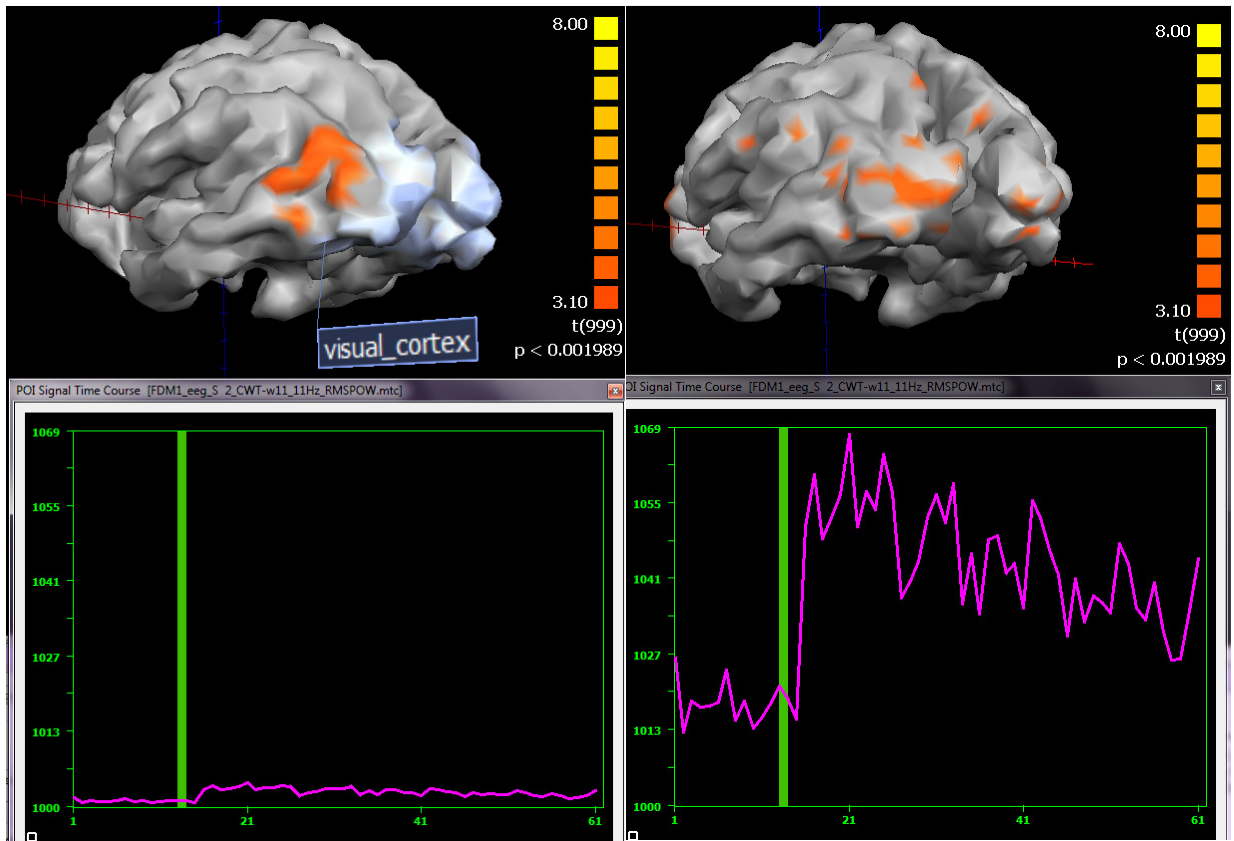 8.00
3.10
t(999)
p < 0.001989
visual_cortex
8.00
3.10
t(999)
p < 0.001989
POI Signal Time Course [FDM1_eeg_S 2_CWT-w11_11Hz_RMSPOW.mtc]
x
1069
1055
1041
1027
1013
1000
1 21 41 61
OI Signal Time Course [FDM1_eeg_S 2_CWT-w11_11Hz_RMSPOW.mtc]
x
1069
1055
1041
1027
1013
1000
1 21 41 61